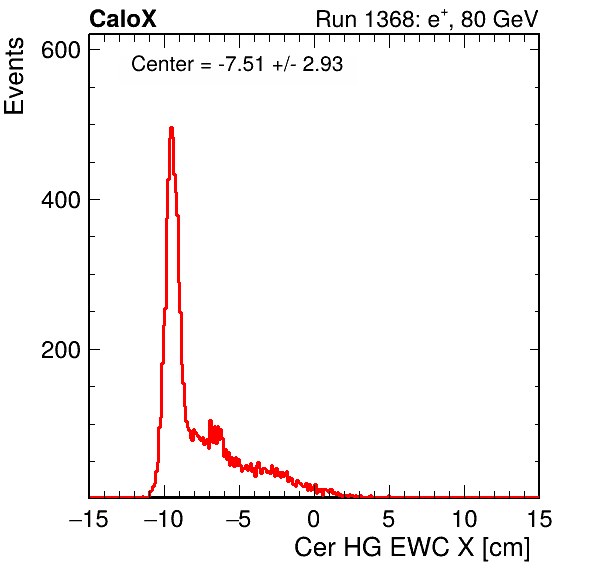 CaloX Run 1368: e⁺, 80 GeV
Center = -7.51 +/- 2.93
Events
600
400
200
−15 −10 −5 0 5 10 15
Cer HG EWC X [cm]